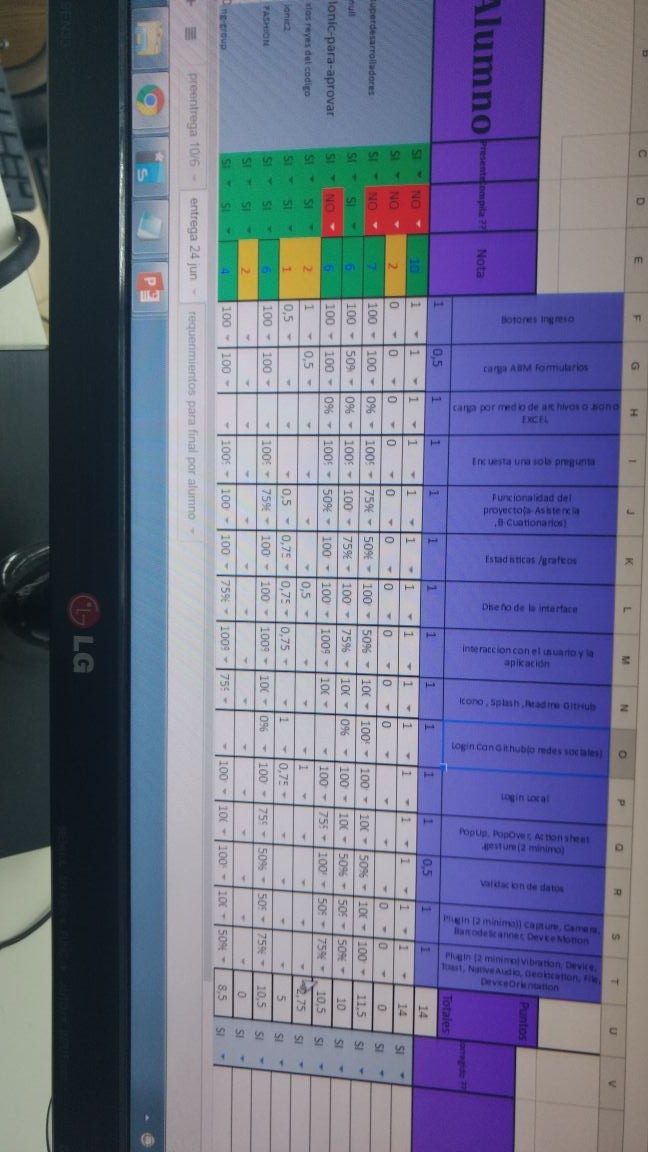 B C D E F G H I J K L M N O P Q R S T U V
Alumno Presente Compila ?? Nota
Botones Ingreso
carga ABM Formularios
carga por medio de archivos o json o
EXCEL
Encuesta una sola pregunta
Funcionalidad del
proyecto(a-Asistencia
,B-Cuationarios)
Estadisticas /graficos
Diseño de la interface
interaccion con el usuario y la
aplicación
Icono , Splash ,Readme GitHub
Login Con Github(o redes sociales)
Login Local
PopUp, PopOver, Action sheet
,gesture(2 minimo)
Validacion de datos
Plugin (2 minimo)) Capture, Camera,
BarcodeScanner, DeviceMotion
Plugin (2 minimo)Vibration, Device,
Toast, NativeAudio, Geolocation, File,
DeviceOrientation
Puntos
Totales
1 0,5 1 1 1 1 1 1 1 1 1 1 0,5 1 1 14
SI NO 10 1 1 1 1 1 1 1 1 1 1 1 1 1 1 1 14 SI
SI NO 2 0 0 0 0 0 0 0 0 0 0 0 0 0 SI
uperdesarrolladores SI NO 7 100 100 0% 100 75% 50% 100 50% 10 100 100 10 50% 10 100 11,5 SI
null SI SI 6 100 50% 0% 100 100 75% 100 75% 10 0% 100 10 50% 50 50% 10 SI
Ionic-para-aprovar SI NO 6 100 100 0% 100 50% 100 100 100 10 100 75 100 50 75% 10,5 SI
los reyes del codigo SI SI 2 1 0,5 0,5 1 2,75 SI
ionic2 SI SI 1 0,5 0,5 0,75 0,75 0,75 1 0,75 5 SI
FASHION SI SI 6 100 100 100 75% 100 100 100 10 0% 100 75 50% 50 75% 10,5 SI
SI SI 2 0 SI
ng-group SI SI 4 100 100 100 100 100 75% 100 75 100 10 100 10 50% 8,5 SI
preentrega 10/6 entrega 24 jun requerimientos para final por alumno
LG